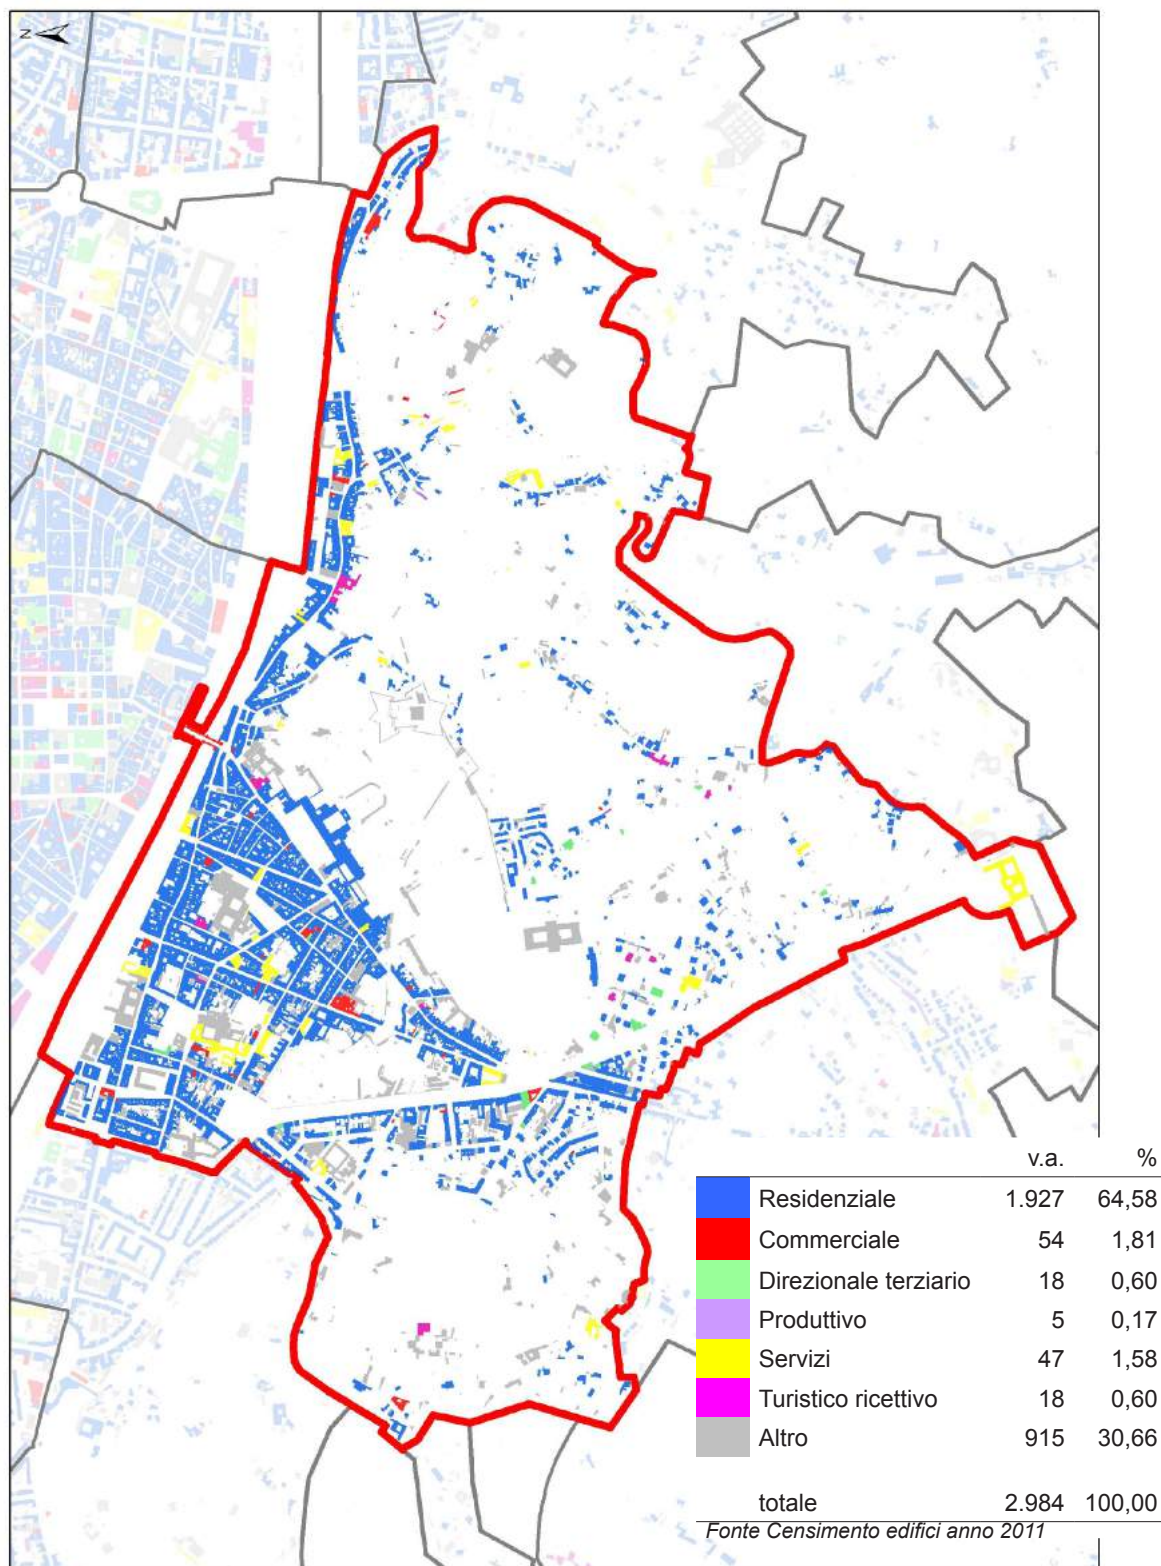 N
v.a. %
Residenziale 1.927 64,58
Commerciale 54 1,81
Direzionale terziario 18 0,60
Produttivo 5 0,17
Servizi 47 1,58
Turistico ricettivo 18 0,60
Altro 915 30,66
totale 2.984 100,00
Fonte Censimento edifici anno 2011